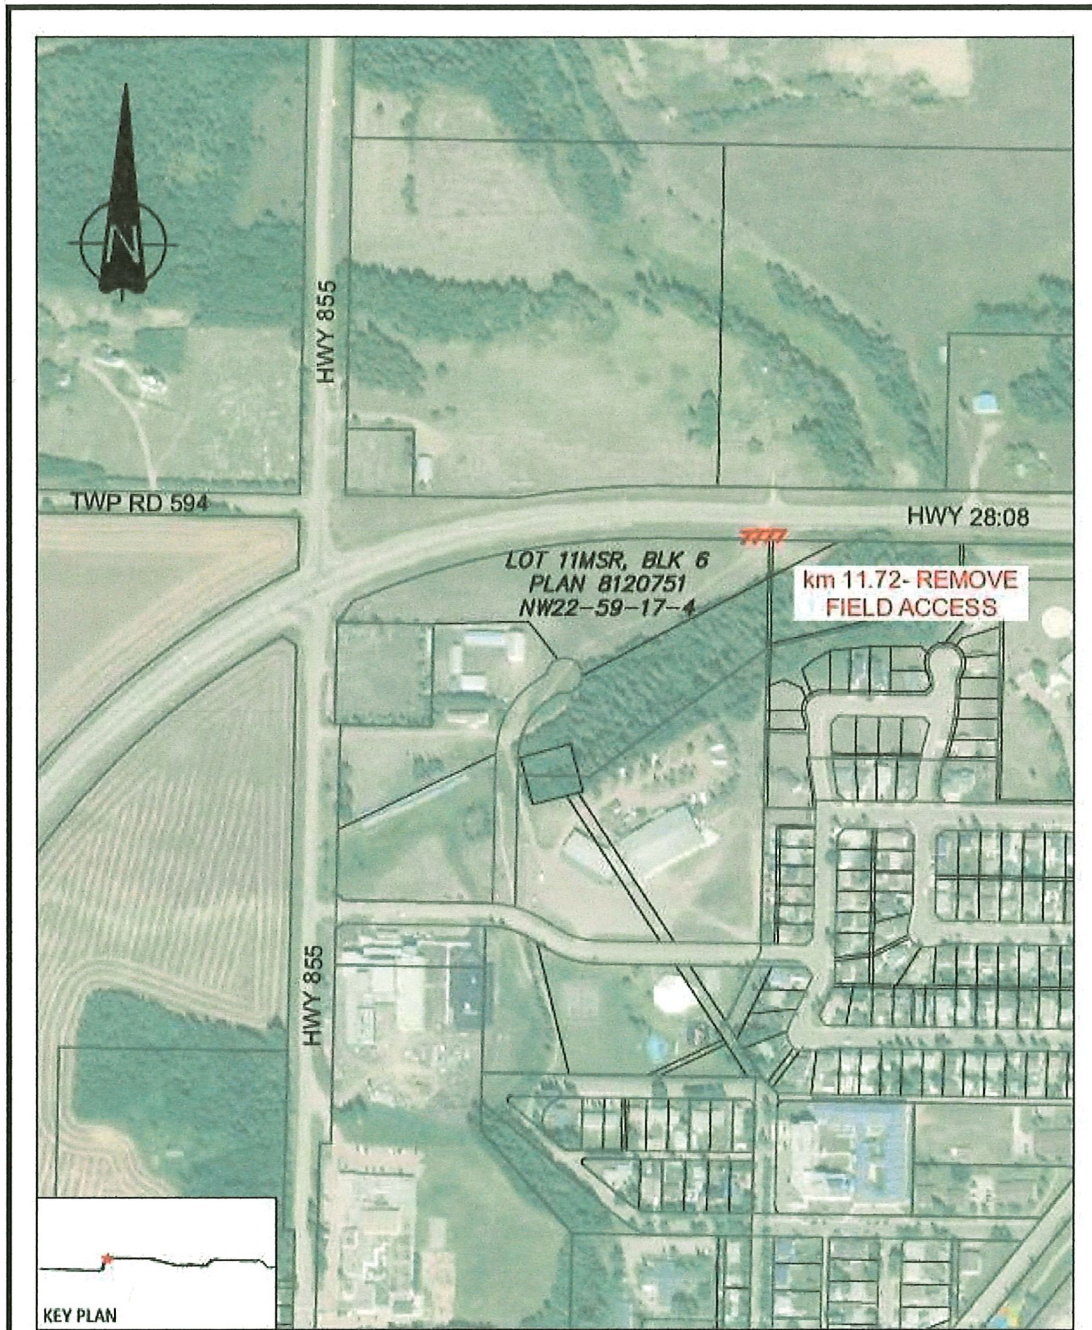 N
HWY 855
TWP RD 594
HWY 28:08
LOT 11MSR, BLK 6
PLAN 8120751
NW22-59-17-4
km 11.72- REMOVE
FIELD ACCESS
HWY 855
KEY PLAN